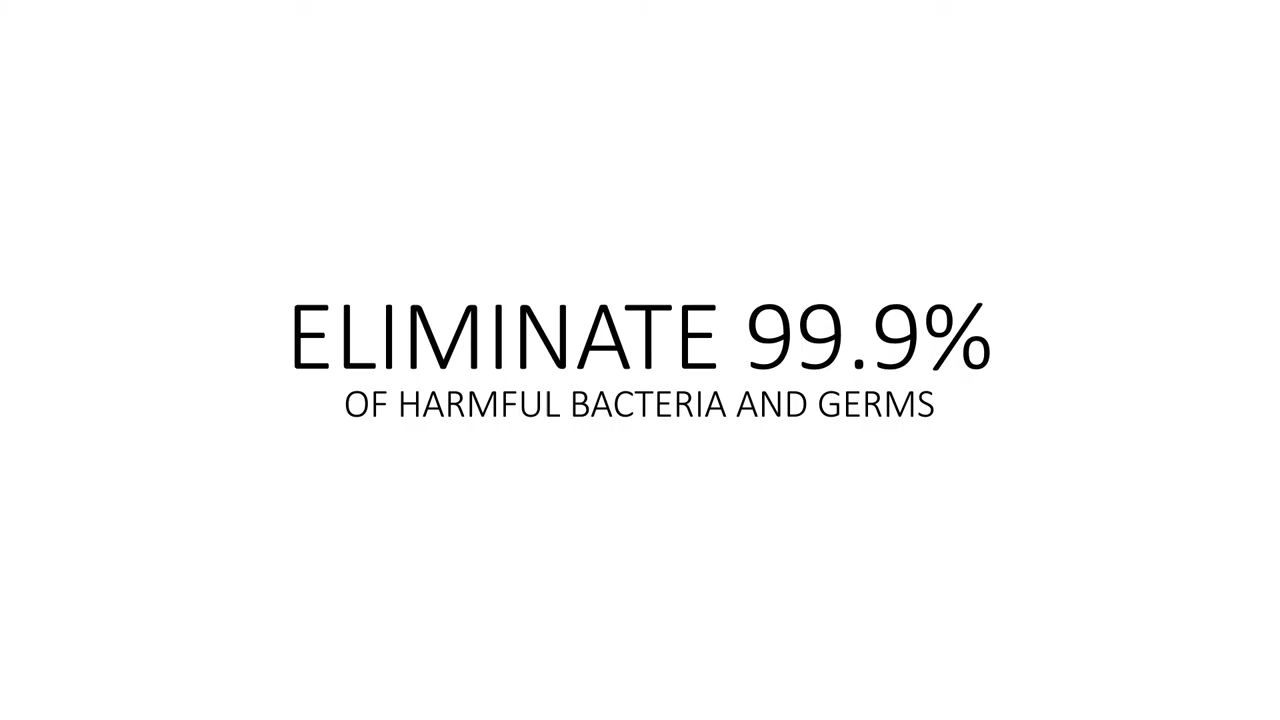 ELIMINATE 99.9%
OF HARMFUL BACTERIA AND GERMS